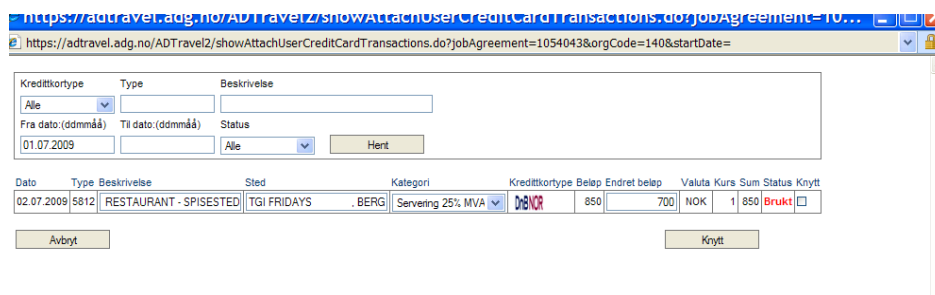 https://adtravel.adg.no/ADTravel2/showAttachUserCreditCardTransactions.do?jobAgreement=10...
https://adtravel.adg.no/ADTravel2/showAttachUserCreditCardTransactions.do?jobAgreement=1054043&orgCode=140&startDate=
Kredittkortype Type Beskrivelse
Alle
Fra dato:(ddmmåå) Til dato:(ddmmåå) Status
01.07.2009 Alle Hent
Dato Type Beskrivelse Sted Kategori Kredittkortype Beløp Endret beløp Valuta Kurs Sum Status Knytt
02.07.2009 5812 RESTAURANT - SPISESTED TGI FRIDAYS . BERG Servering 25% MVA DnBNOR 850 700 NOK 1 850 Brukt
Avbryt Knytt